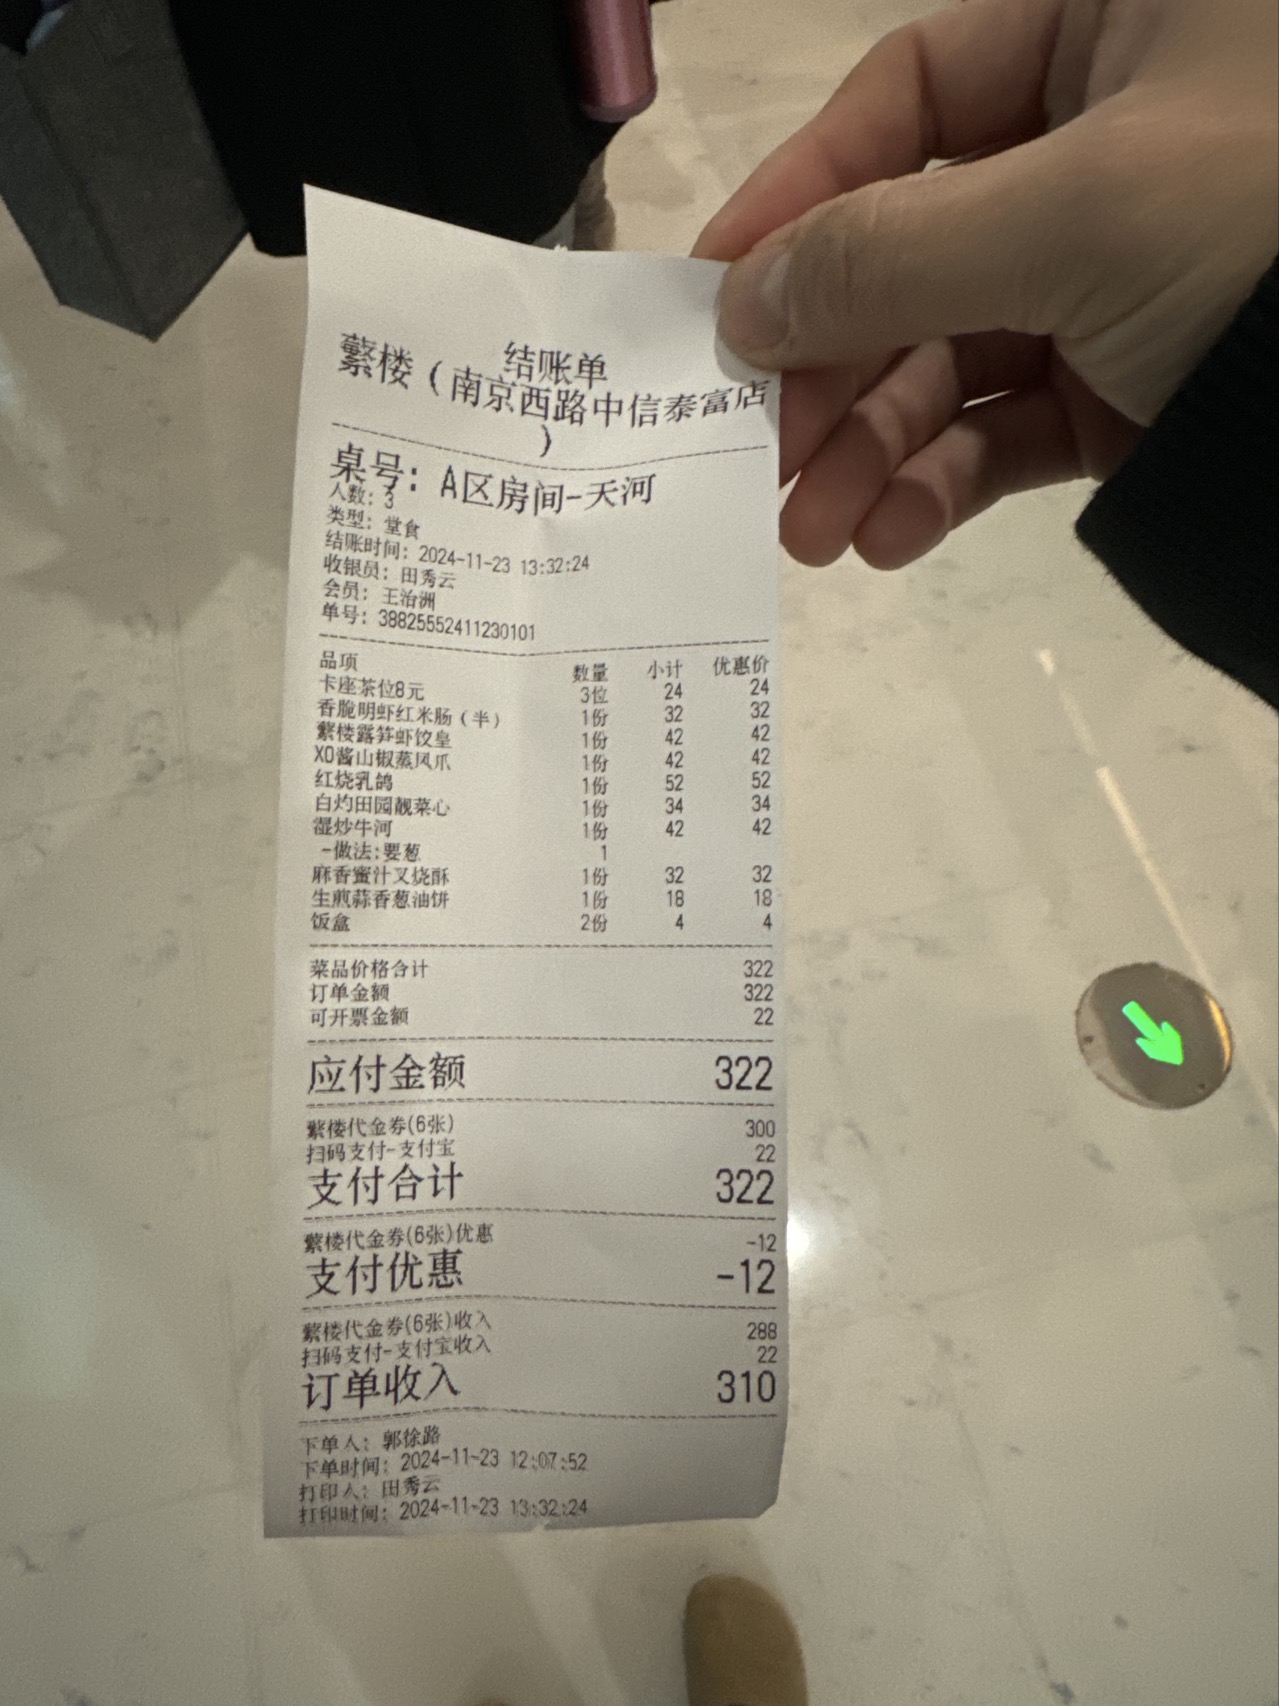 结账单
蘩楼（南京西路中信泰富店
）
桌号：A区房间-天河
人数：3
类型：堂食
结账时间：2024-11-23 13:32:24
收银员：田秀云
会员：王治洲
单号：38825552411230101
品项 数量 小计 优惠价
卡座茶位8元 3位 24 24
香脆明虾红米肠（半） 1份 32 32
蘩楼露笋虾饺皇 1份 42 42
XO酱山椒蒸凤爪 1份 42 42
红烧乳鸽 1份 52 52
白灼田园靓菜心 1份 34 34
湿炒牛河 1份 42 42
-做法:要葱 1
麻香蜜汁叉烧酥 1份 32 32
生煎蒜香葱油饼 1份 18 18
饭盒 2份 4 4
菜品价格合计 322
订单金额 322
可开票金额 22
应付金额 322
蘩楼代金券(6张) 300
扫码支付-支付宝 22
支付合计 322
蘩楼代金券(6张)优惠 -12
支付优惠 -12
蘩楼代金券(6张)收入 288
扫码支付-支付宝收入 22
订单收入 310
下单人：郭徐路
下单时间：2024-11-23 12:07:52
打印人：田秀云
打印时间：2024-11-23 13:32:24